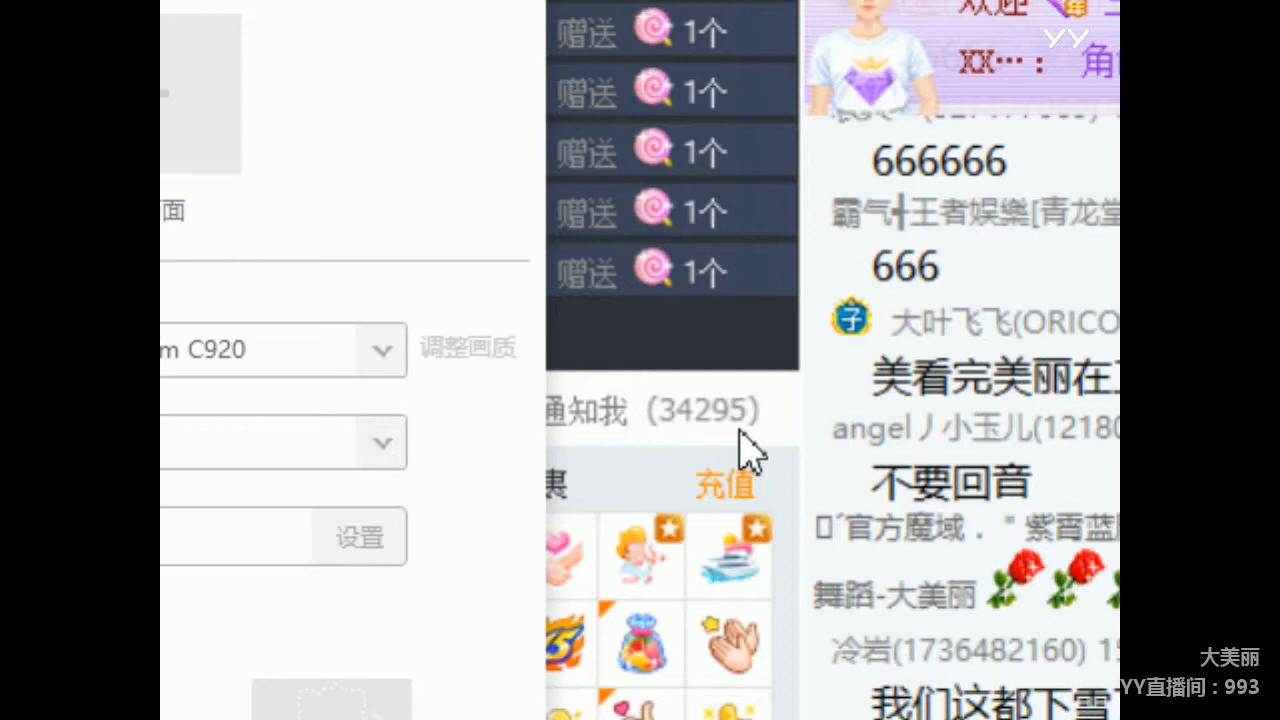 面
m C920
调整画质
设置
赠送 1个
赠送 1个
赠送 1个
赠送 1个
赠送 1个
通知我（34295）
充值
欢迎
YY
XX…：角
666666
霸气╉王者娱樂[青龙堂
666
子 大叶飞飞(ORICO
美看完美丽在
angel丿小玉儿(12180
不要回音
官方魔域．" 紫霄蓝
舞蹈-大美丽
冷岩(1736482160) 1
我们这都下雪
大美丽
YY直播间：993